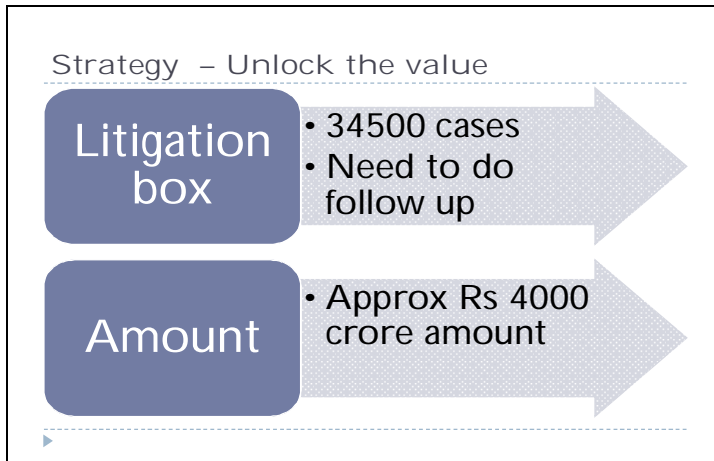 Strategy – Unlock the value
Litigation
box
• 34500 cases
• Need to do
follow up
Amount
• Approx Rs 4000
crore amount